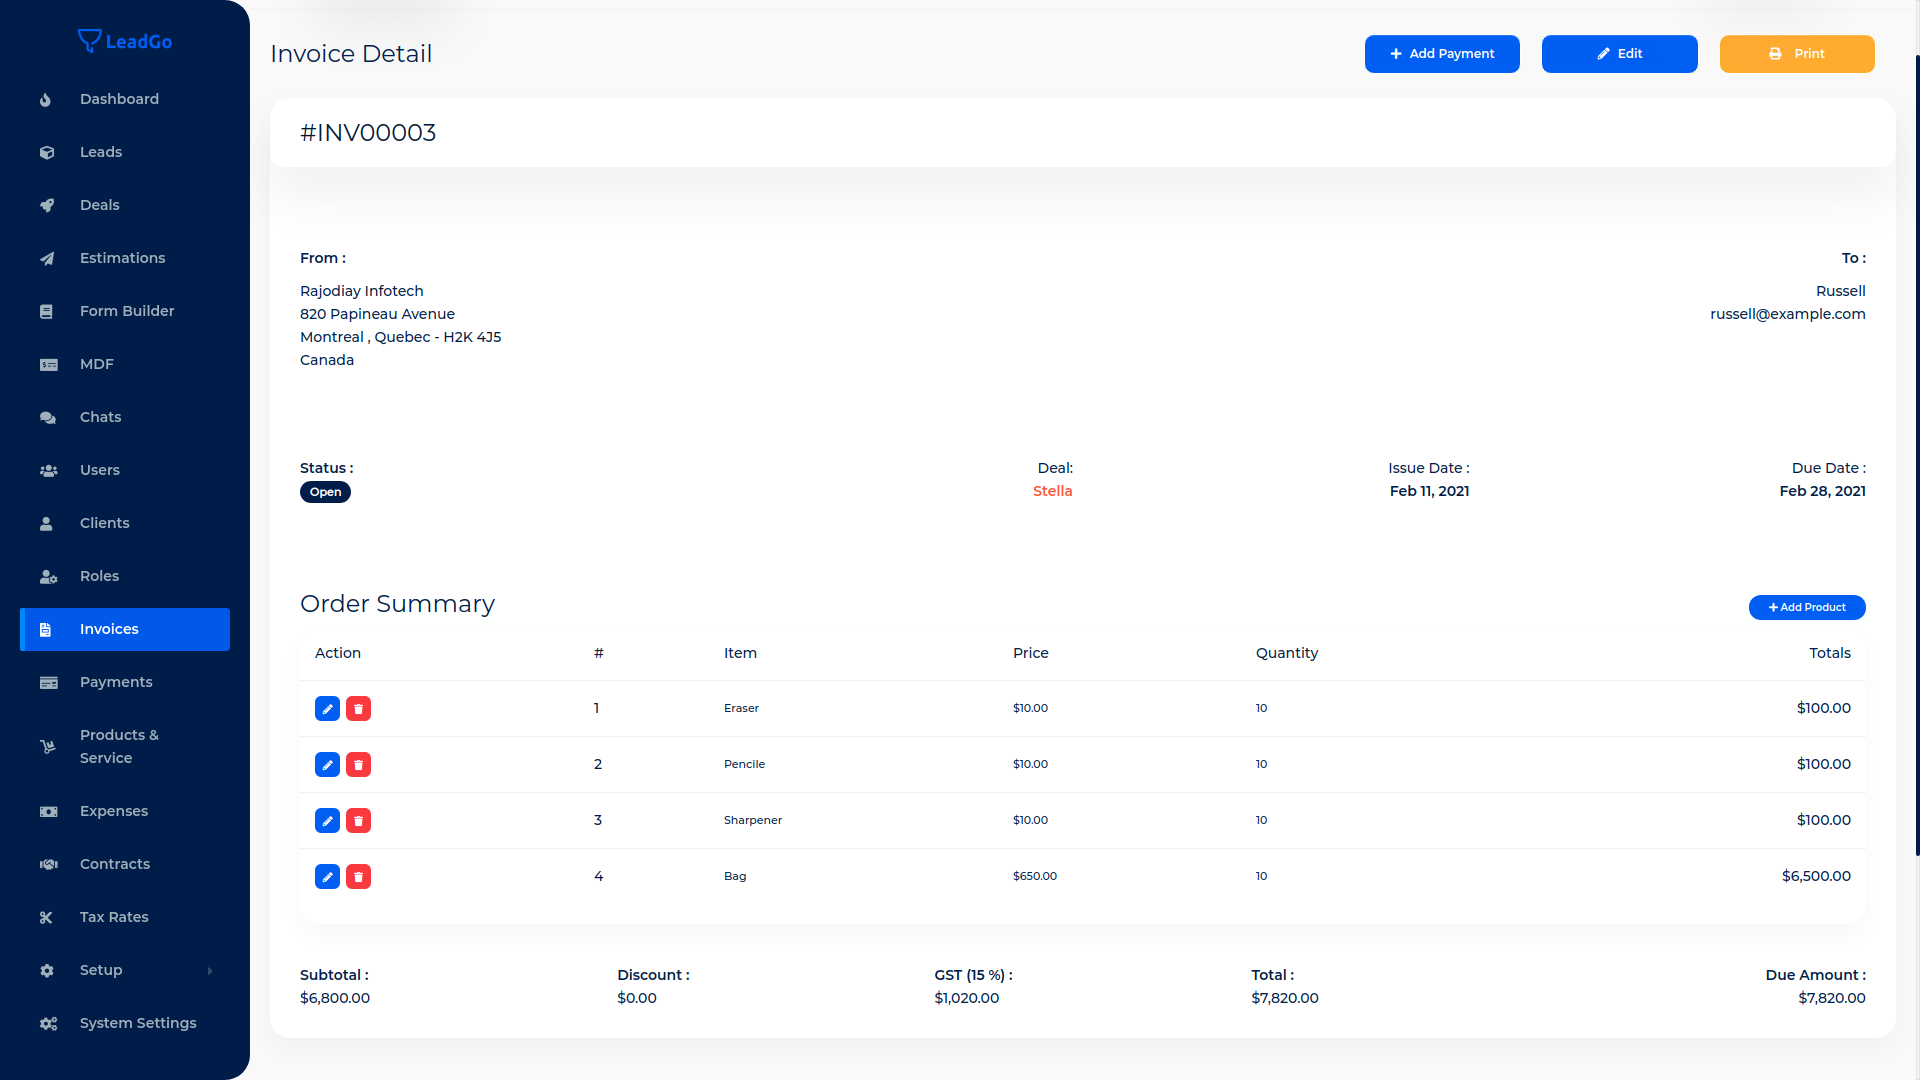 LeadGo
Dashboard
Leads
Deals
Estimations
Form Builder
MDF
Chats
Users
Clients
Roles
Invoices
Payments
Products &
Service
Expenses
Contracts
Tax Rates
Setup
System Settings
Invoice Detail
Add Payment
Edit
Print
#INV00003
From :
Rajodiay Infotech
820 Papineau Avenue
Montreal , Quebec - H2K 4J5
Canada
To :
Russell
russell@example.com
Status :
Open
Deal:
Stella
Issue Date :
Feb 11, 2021
Due Date :
Feb 28, 2021
Order Summary
Add Product
Action # Item Price Quantity Totals
1 Eraser $10.00 10 $100.00
2 Pencile $10.00 10 $100.00
3 Sharpener $10.00 10 $100.00
4 Bag $650.00 10 $6,500.00
Subtotal :
$6,800.00
Discount :
$0.00
GST (15 %) :
$1,020.00
Total :
$7,820.00
Due Amount :
$7,820.00